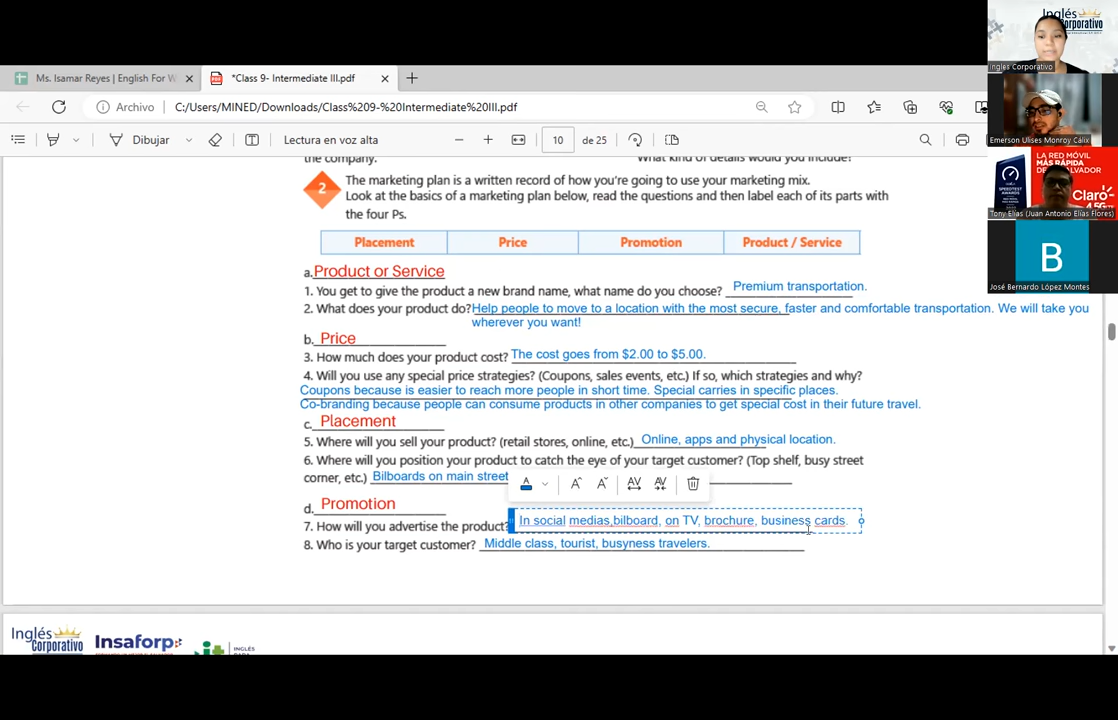 Ms. Isamar Reyes | English For W
*Class 9- Intermediate III.pdf
Archivo
C:/Users/MINED/Downloads/Class%209-%20Intermediate%20III.pdf
Dibujar
Lectura en voz alta
10
de 25
the company.
What kind of details would you include?
2
The marketing plan is a written record of how you're going to use your marketing mix.
Look at the basics of a marketing plan below, read the questions and then label each of its parts with
the four Ps.
Placement Price Promotion Product / Service
a. Product or Service
1. You get to give the product a new brand name, what name do you choose? Premium transportation.
2. What does your product do? Help people to move to a location with the most secure, faster and comfortable transportation. We will take you
wherever you want!
b. Price
3. How much does your product cost? The cost goes from $2.00 to $5.00.
4. Will you use any special price strategies? (Coupons, sales events, etc.) If so, which strategies and why?
Coupons because is easier to reach more people in short time. Special carries in specific places.
Co-branding because people can consume products in other companies to get special cost in their future travel.
c. Placement
5. Where will you sell your product? (retail stores, online, etc.) Online, apps and physical location.
6. Where will you position your product to catch the eye of your target customer? (Top shelf, busy street
corner, etc.) Bilboards on main street
d. Promotion
7. How will you advertise the product? In social medias,bilboard, on TV, brochure, business cards.
8. Who is your target customer? Middle class, tourist, busyness travelers.
Inglés
Corporativo
Insaforp
INGLÉS
Inglés
Corporativo
Inglés Corporativo
Emerson Ulises Monroy Cálix
LA RED MÓVIL
MÁS RÁPIDA
SPEEDTEST
AWARDS
Claro
4.5G
Tony Elias (Juan Antonio Elías Flores)
B
José Bernardo López Montes